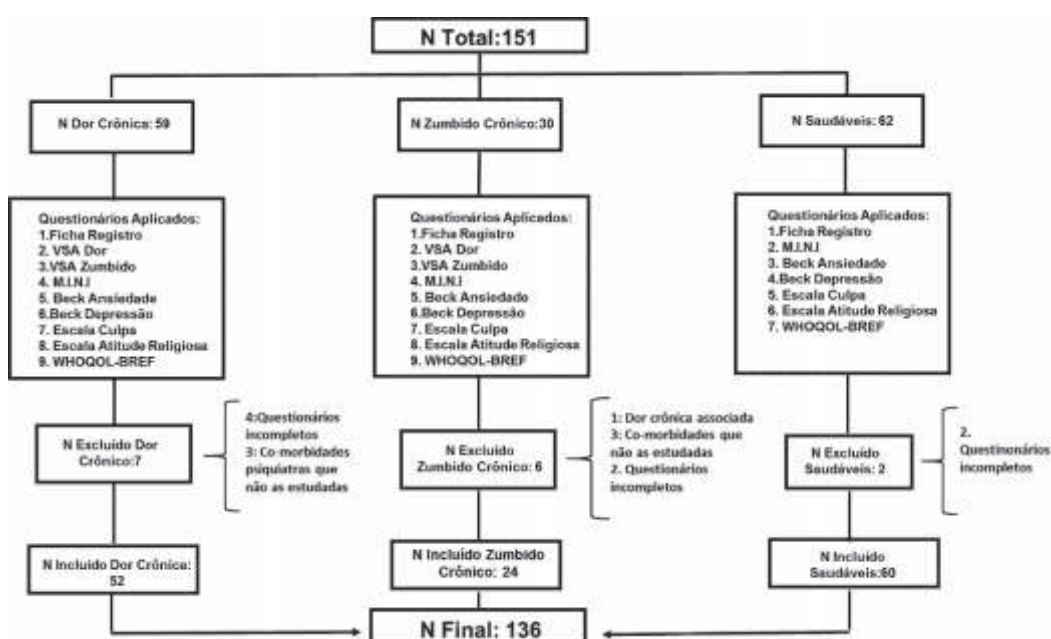 N Total:151
N Dor Crônica: 59
N Zumbido Crônico:30
N Saudáveis: 62
Questionários Aplicados:
1.Ficha Registro
2. VSA Dor
3.VSA Zumbido
4. M.I.N.I
5. Beck Ansiedade
6.Beck Depressão
7. Escala Culpa
8. Escala Atitude Religiosa
9. WHOQOL-BREF
Questionários Aplicados:
1.Ficha Registro
2. VSA Dor
3.VSA Zumbido
4. M.I.N.I
5. Beck Ansiedade
6.Beck Depressão
7. Escala Culpa
8. Escala Atitude Religiosa
9. WHOQOL-BREF
Questionários Aplicados:
1.Ficha Registro
2. M.I.N.I
3. Beck Ansiedade
4.Beck Depressão
5. Escala Culpa
6. Escala Atitude Religiosa
7. WHOQOL-BREF
N Excluído Dor
Crônico:7
4:Questionários
incompletos
3: Co-morbidades
psiquiatras que
não as estudadas
N Excluído
Zumbido Crônico: 6
1: Dor crônica associada
3: Co-morbidades que
não as estudadas
2. Questionários
incompletos
N Excluído
Saudáveis: 2
2.
Questinonários
incompletos
N Incluído Dor Crônica:
52
N Incluído Zumbido
Crônico: 24
N Incluído
Saudáveis:60
N Final: 136